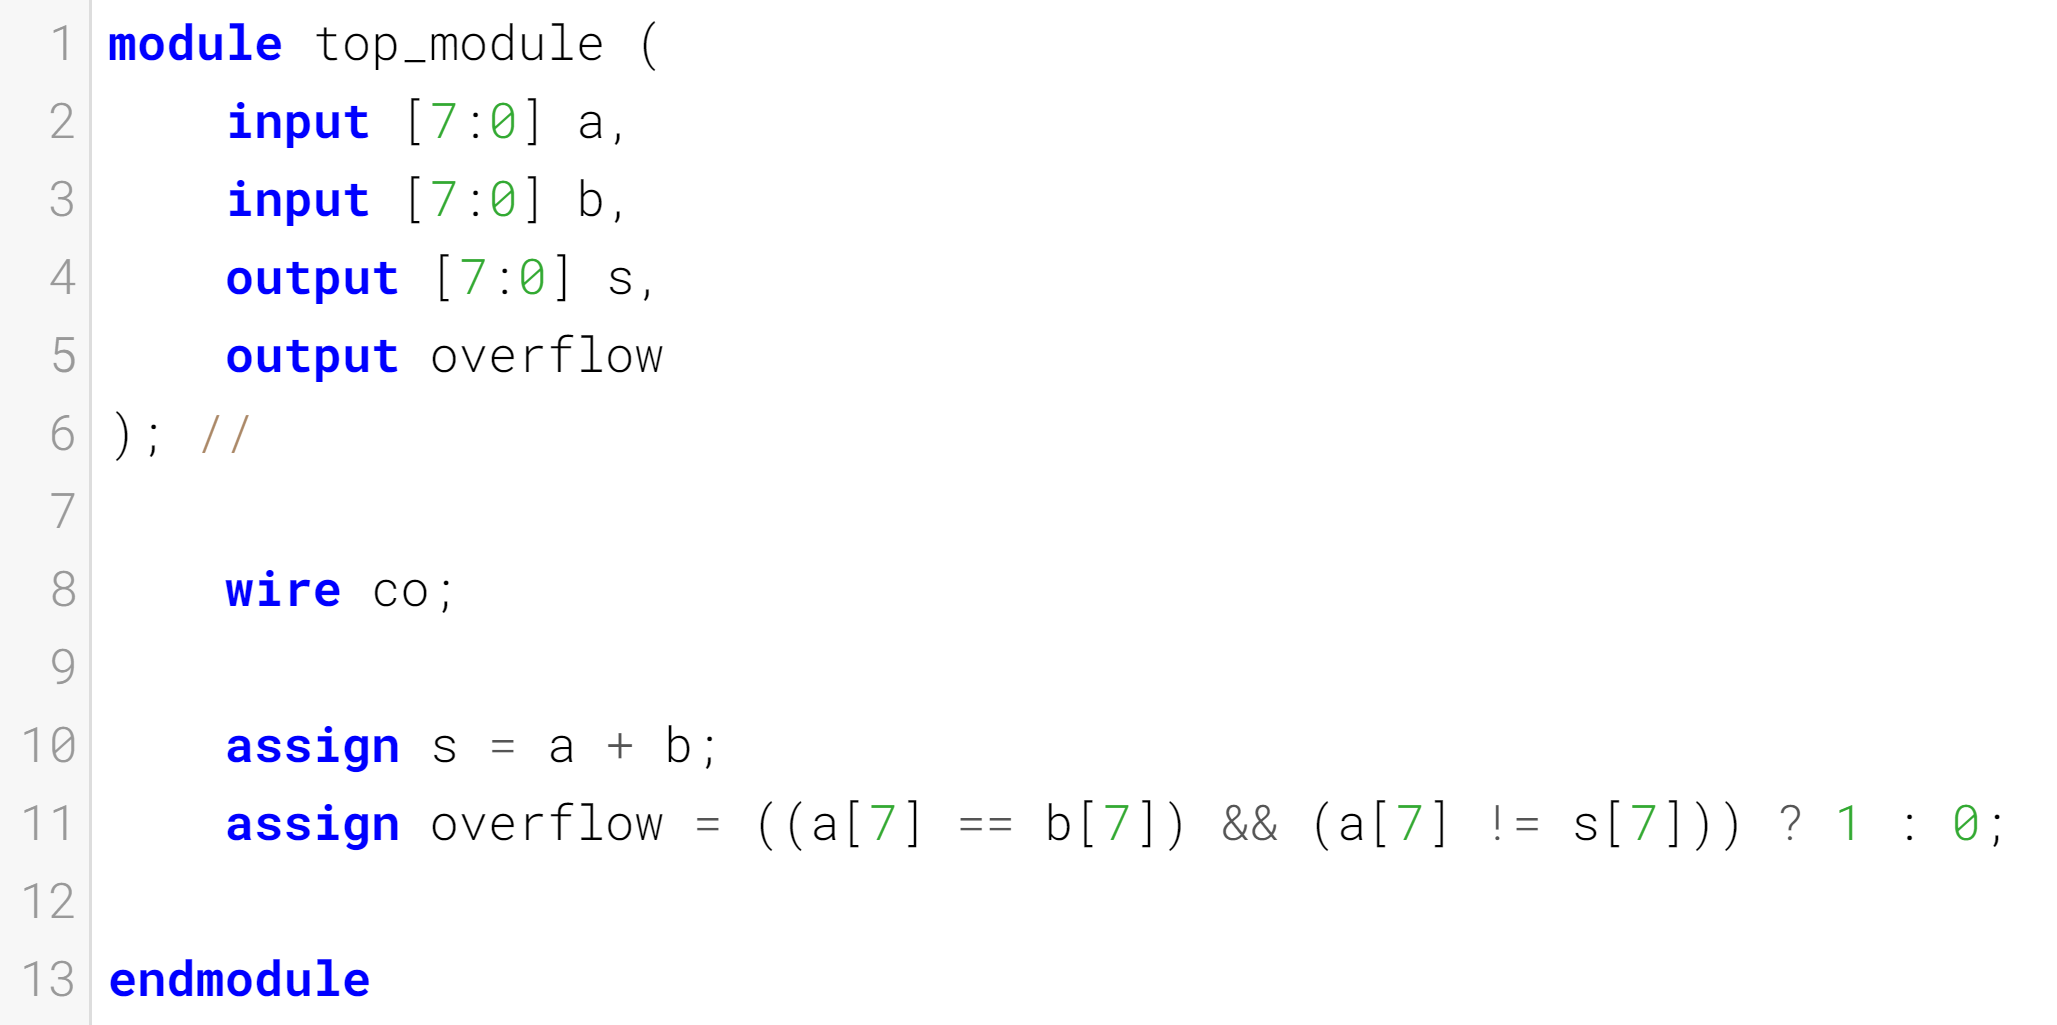 1 module top_module (
2     input [7:0] a,
3     input [7:0] b,
4     output [7:0] s,
5     output overflow
6 ); //
7
8     wire co;
9
10     assign s = a + b;
11     assign overflow = ((a[7] == b[7]) && (a[7] != s[7])) ? 1 : 0;
12
13 endmodule